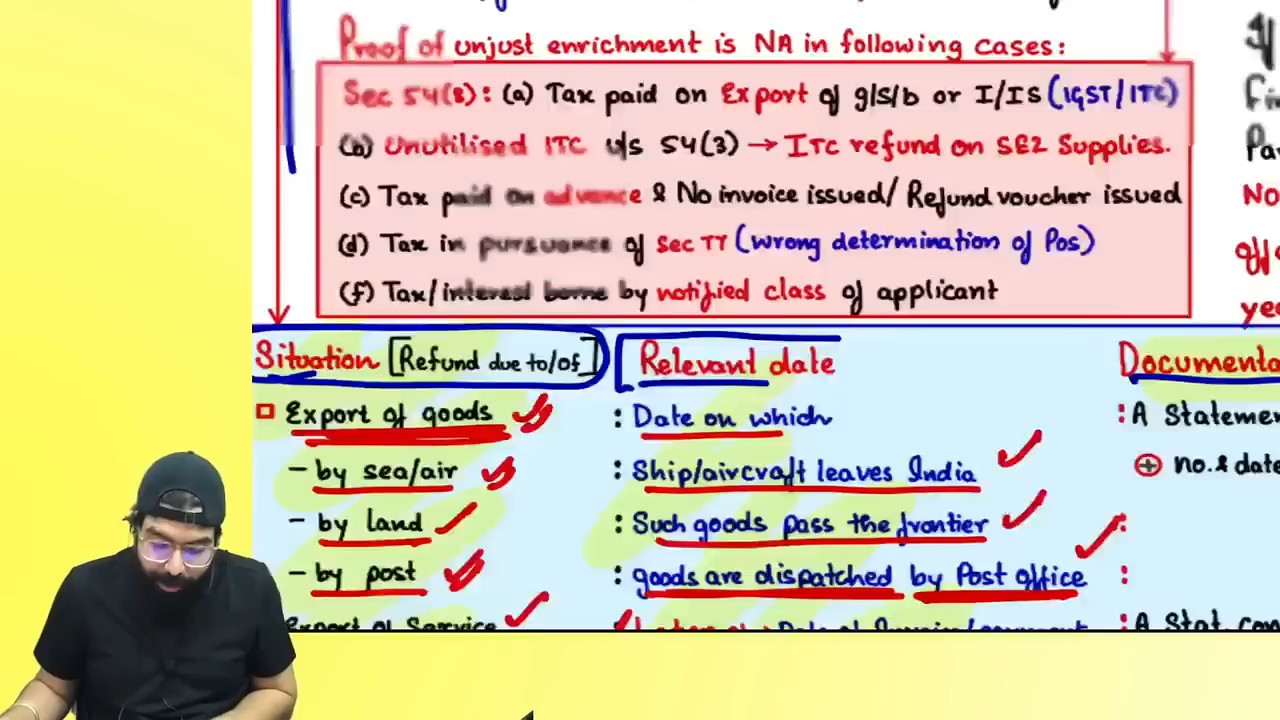 Proof of unjust enrichment is NA in following cases:
Sec 54(8): (a) Tax paid on Export of g/s/b or I/IS (IGST/ITC)
(b) Unutilised ITC u/s 54(3) → ITC refund on SEZ Supplies.
(c) Tax paid on advance & No invoice issued/ Refund voucher issued
(d) Tax in pursuance of Sec 77 (wrong determination of Pos)
(f) Tax/interest borne by notified class of applicant
Situation [Refund due to/of] Relevant date
Export of goods : Date on which : A
- by sea/air : Ship/aircraft leaves India no. & date
- by land : Such goods pass the frontier :
- by post : goods are dispatched by Post office :
Export of Service : A Stat.
No